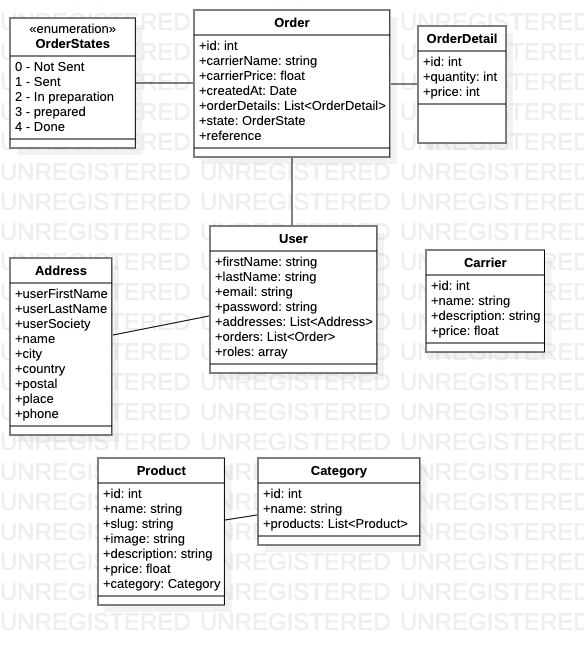 «enumeration»
OrderStates
0 - Not Sent
1 - Sent
2 - In preparation
3 - prepared
4 - Done
Order
+id: int
+carrierName: string
+carrierPrice: float
+createdAt: Date
+orderDetails: List<OrderDetail>
+state: OrderState
+reference
OrderDetail
+id: int
+quantity: int
+price: int
Address
+userFirstName
+userLastName
+userSociety
+name
+city
+country
+postal
+place
+phone
User
+firstName: string
+lastName: string
+email: string
+password: string
+addresses: List<Address>
+orders: List<Order>
+roles: array
Carrier
+id: int
+name: string
+description: string
+price: float
Product
+id: int
+name: string
+slug: string
+image: string
+description: string
+price: float
+category: Category
Category
+id: int
+name: string
+products: List<Product>
UNREGISTERED